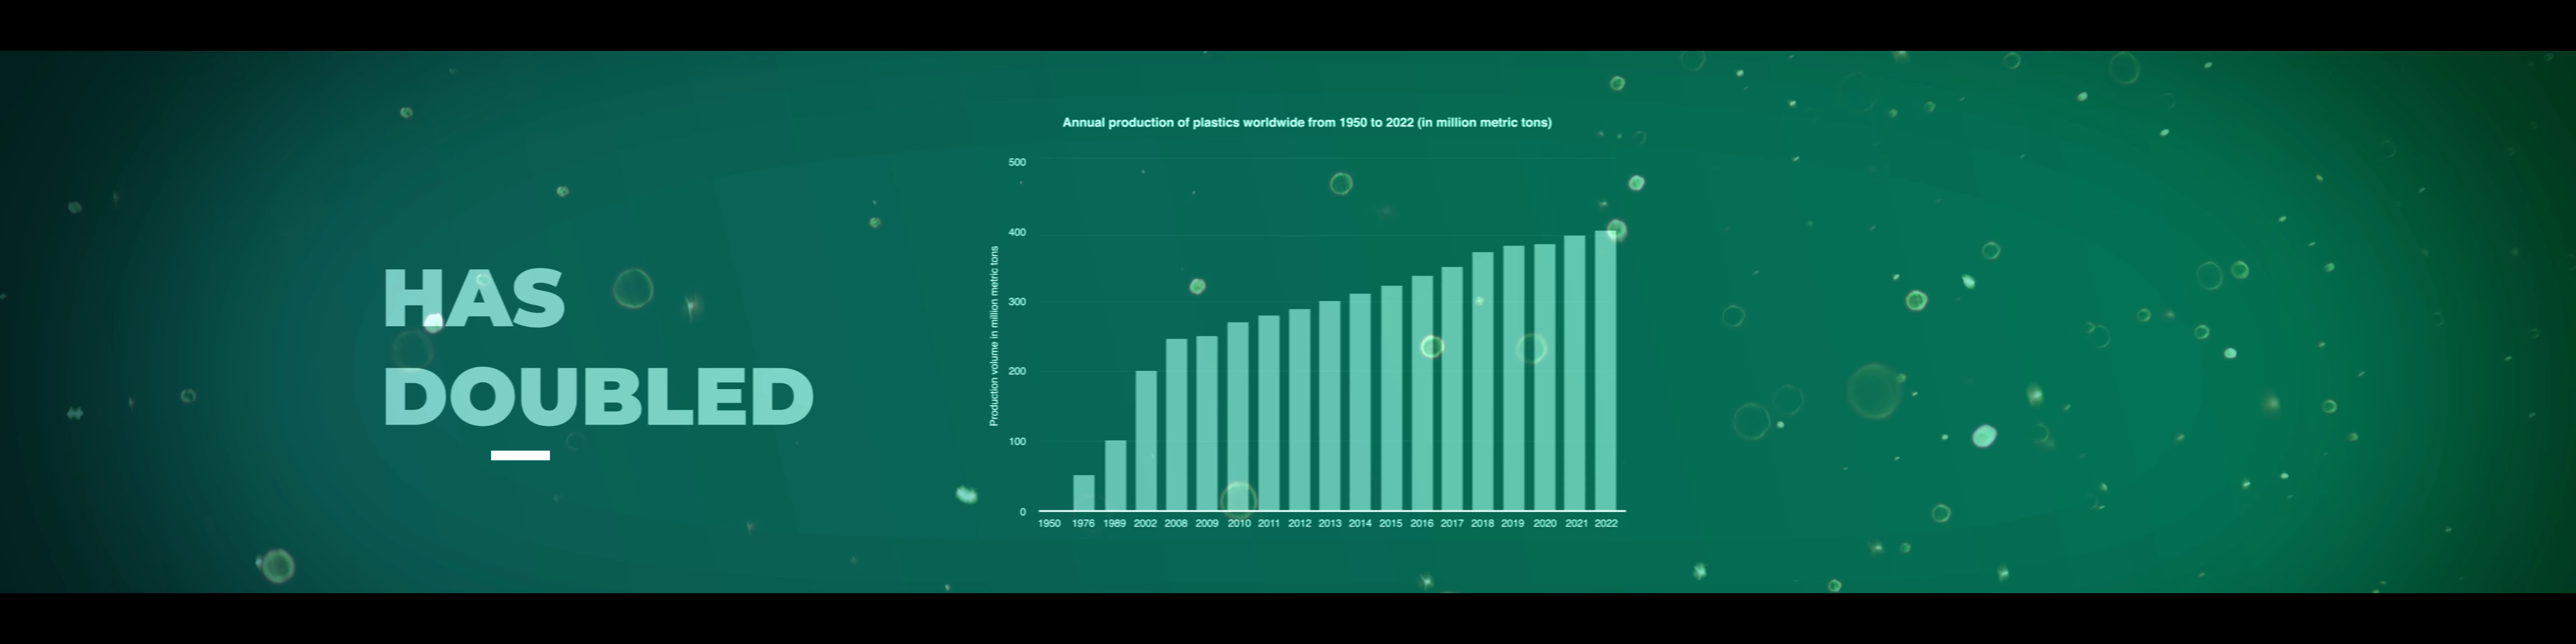 HAS
DOUBLED
Annual production of plastics worldwide from 1950 to 2022 (in million metric tons)
Production volume in million metric tons
500
400
300
200
100
0
1950 1976 1989 2002 2008 2009 2010 2011 2012 2013 2014 2015 2016 2017 2018 2019 2020 2021 2022